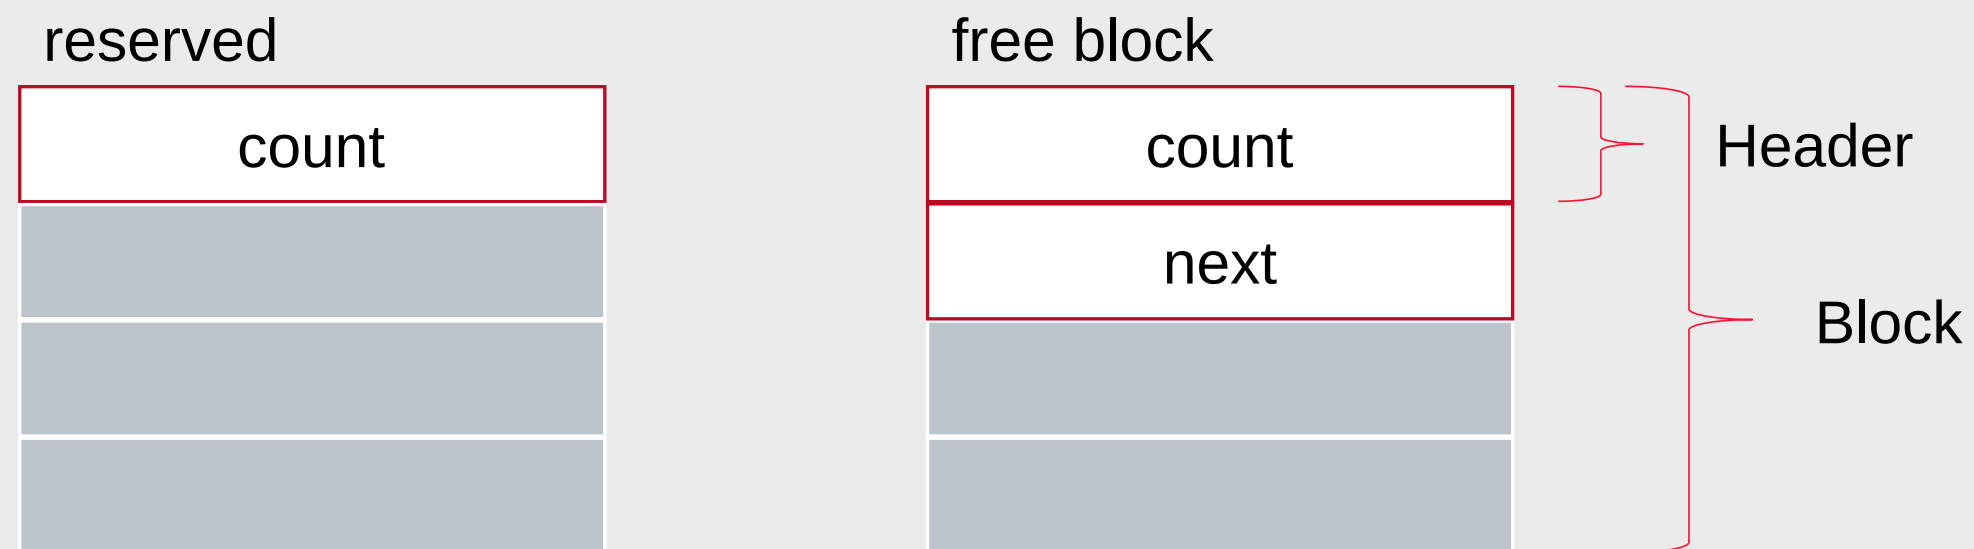 reserved
free block
count
count
Header
next
Block